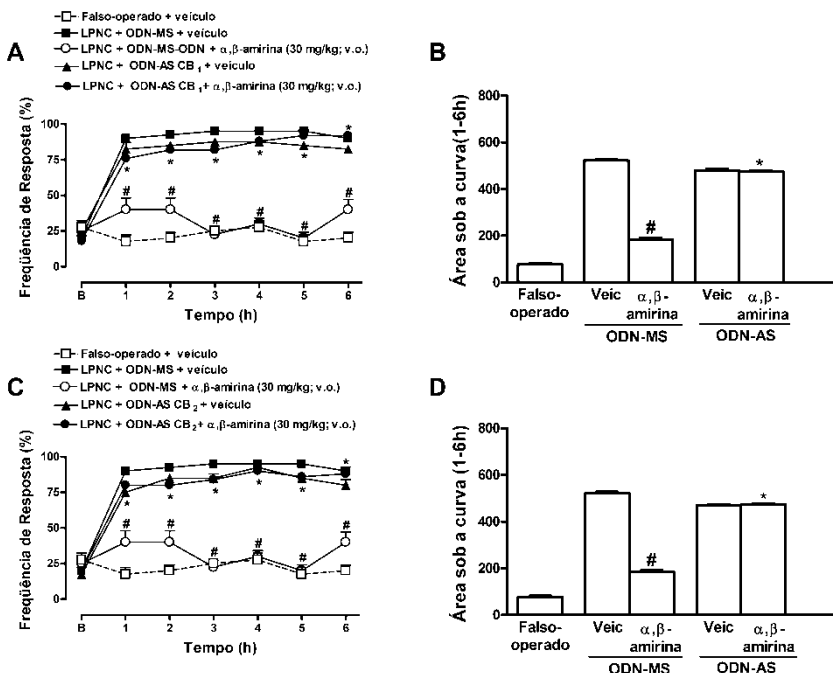 Falso-operado + veículo
LPNC + ODN-MS + veículo
LPNC + ODN-MS-ODN + α,β-amirina (30 mg/kg; v.o.)
LPNC + ODN-AS CB₁ + veículo
LPNC + ODN-AS CB₁ + α,β-amirina (30 mg/kg; v.o.)
A
Freqüência de Resposta (%)
100
75
50
25
0
* * * * * *
# # # # # #
B 1 2 3 4 5 6
Tempo (h)
B
Área sob a curva(1-6h)
800
600
400
200
0
#
*
Falso-
operado
Veic α,β-
amirina
Veic α,β-
amirina
ODN-MS ODN-AS
Falso-operado + veículo
LPNC + ODN-MS + veículo
LPNC + ODN-MS + α,β-amirina (30 mg/kg; v.o.)
LPNC + ODN-AS CB₂ + veículo
LPNC + ODN-AS CB₂ + α,β-amirina (30 mg/kg; v.o.)
C
Freqüência de Resposta (%)
100
75
50
25
0
* * * * * *
# # # # # #
B 1 2 3 4 5 6
Tempo (h)
D
Área sob a curva (1-6h)
800
600
400
200
0
#
*
Falso-
operado
Veic α,β-
amirina
Veic α,β-
amirina
ODN-MS ODN-AS